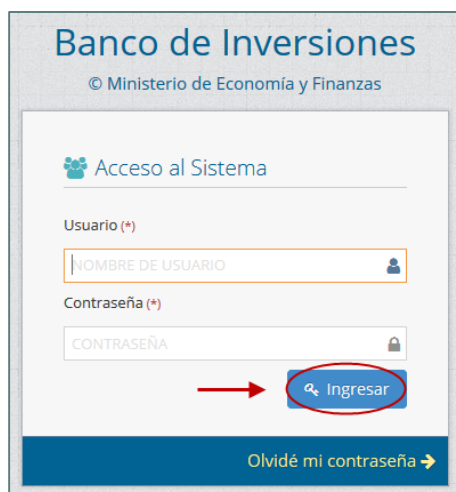 Banco de Inversiones
© Ministerio de Economía y Finanzas
Acceso al Sistema
Usuario (*)
NOMBRE DE USUARIO
Contraseña (*)
CONTRASEÑA
Ingresar
Olvidé mi contraseña